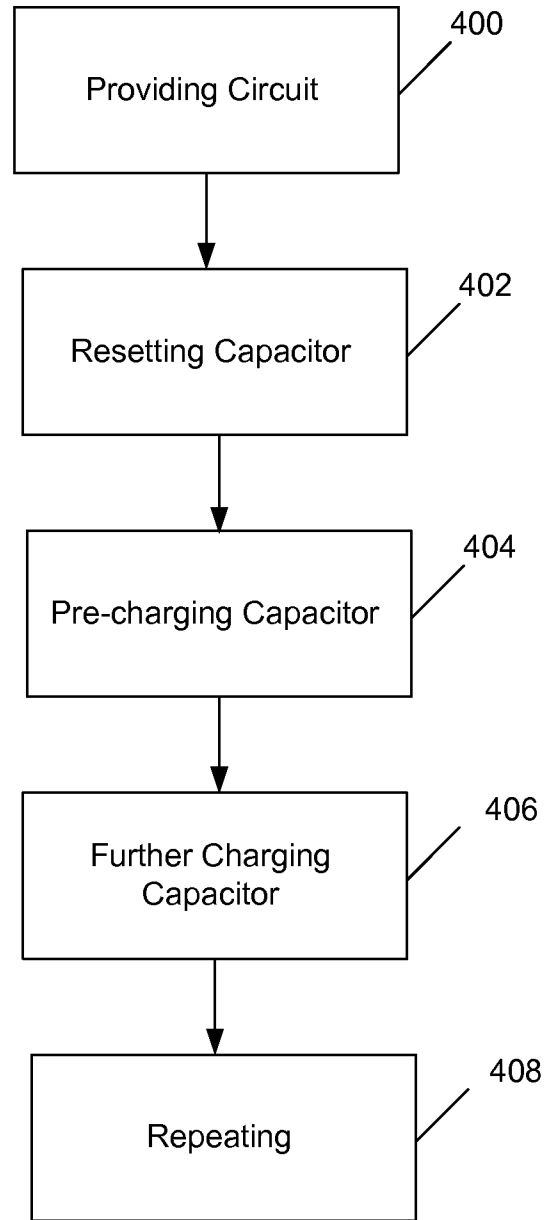 400
Providing Circuit
402
Resetting Capacitor
404
Pre-charging Capacitor
406
Further Charging
Capacitor
408
Repeating